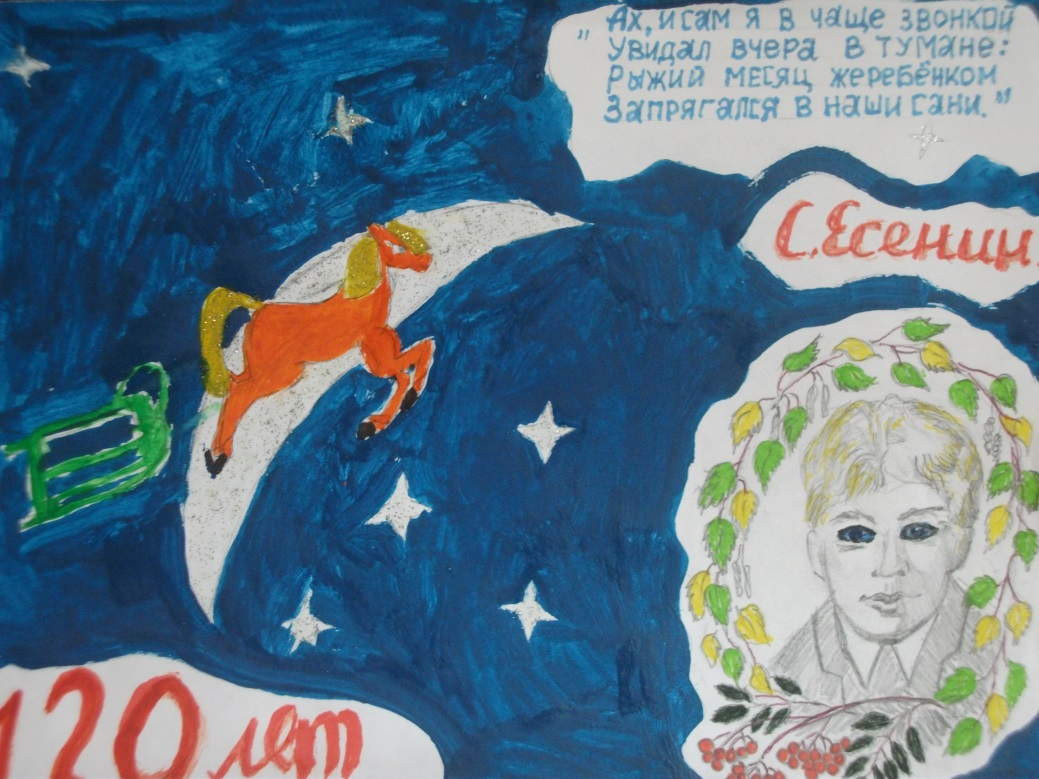 „ Ах, и сам я в чаще звонкой
Увидал вчера в тумане:
Рыжий месяц жеребёнком
Запрягался в наши сани."
С. Есенин.
120 лет